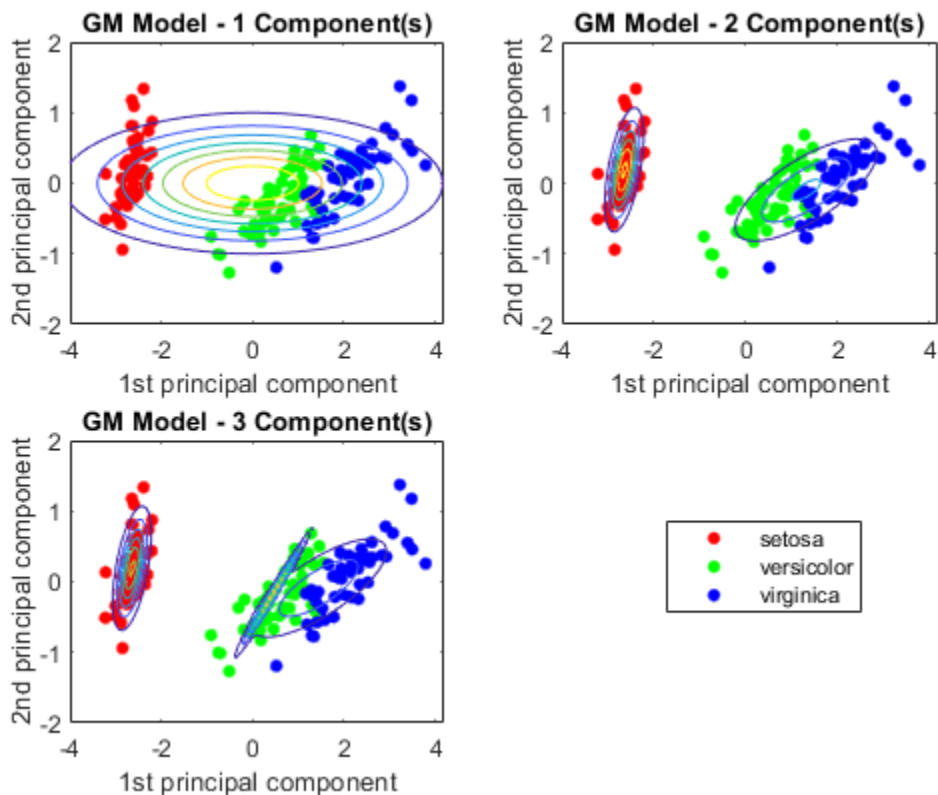 GM Model - 1 Component(s)
2nd principal component
2
1
0
-1
-2
-4
-2
0
2
4
1st principal component
GM Model - 2 Component(s)
2nd principal component
2
1
0
-1
-2
-4
-2
0
2
4
1st principal component
GM Model - 3 Component(s)
2nd principal component
2
1
0
-1
-2
-4
-2
0
2
4
1st principal component
setosa
versicolor
virginica